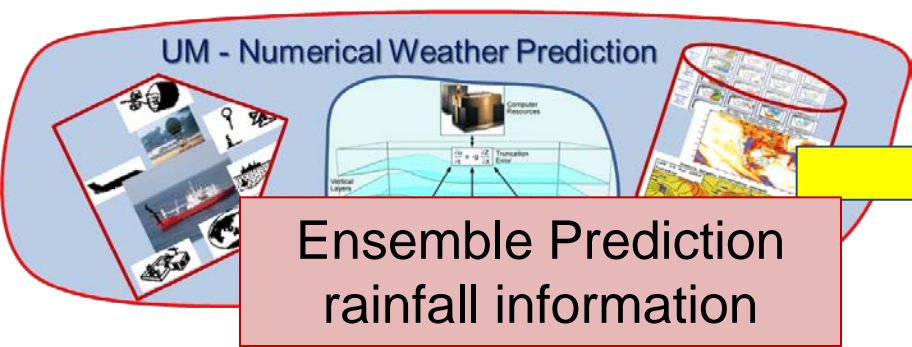 UM - Numerical Weather Prediction
Computer
Resources
Truncation
Error
Vertical
Layers
Ensemble Prediction
rainfall information